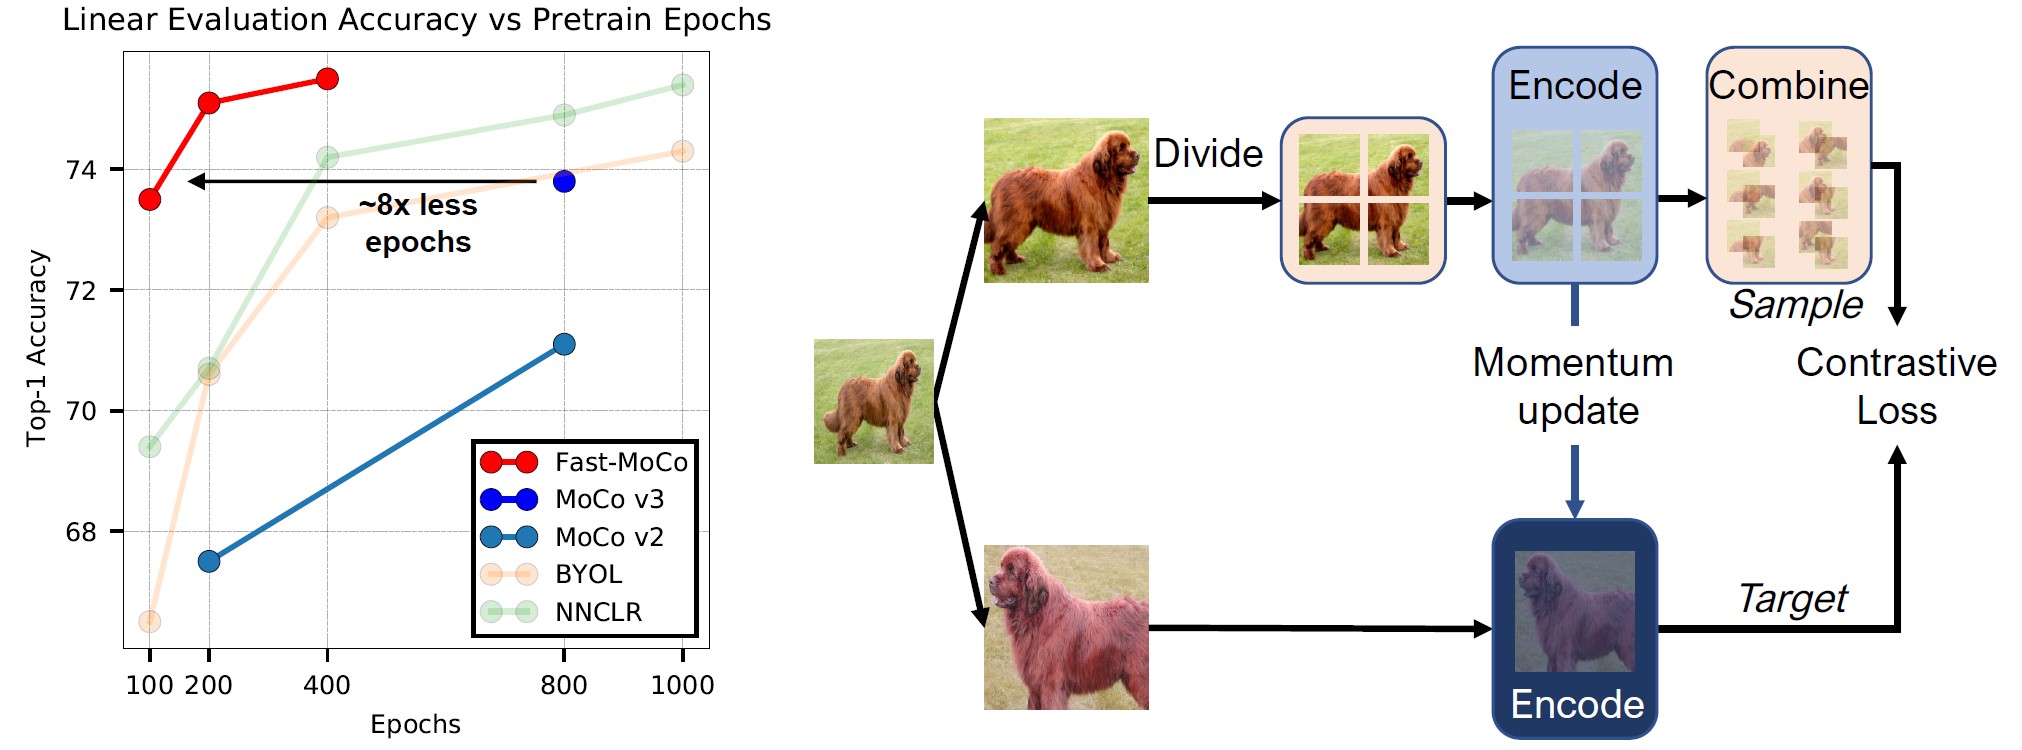 Linear Evaluation Accuracy vs Pretrain Epochs
Top-1 Accuracy
74
72
70
68
~8x less
epochs
Fast-MoCo
MoCo v3
MoCo v2
BYOL
NNCLR
100 200 400 800 1000
Epochs
Divide
Encode
Combine
Sample
Momentum
update
Contrastive
Loss
Target
Encode